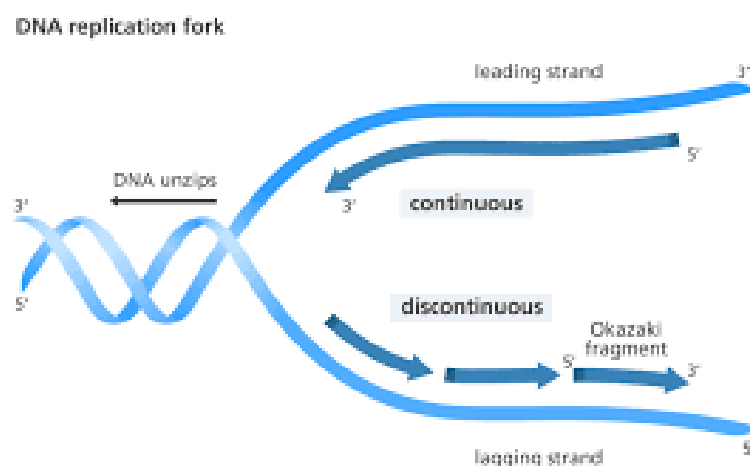 DNA replication fork
leading strand
3'
5'
DNA unzips
3'
3'
continuous
discontinuous
5'
Okazaki
fragment
5'
3'
lagging strand
5'